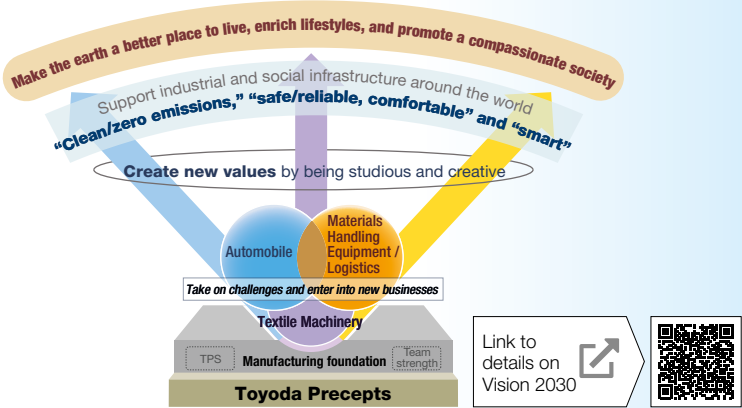 Make the earth a better place to live, enrich lifestyles, and promote a compassionate society
Support industrial and social infrastructure around the world
“Clean/zero emissions,” “safe/reliable, comfortable” and “smart”
Create new values by being studious and creative
Automobile
Materials
Handling
Equipment /
Logistics
Take on challenges and enter into new businesses
Textile Machinery
TPS
Manufacturing foundation
Team
strength
Toyoda Precepts
Link to
details on
Vision 2030